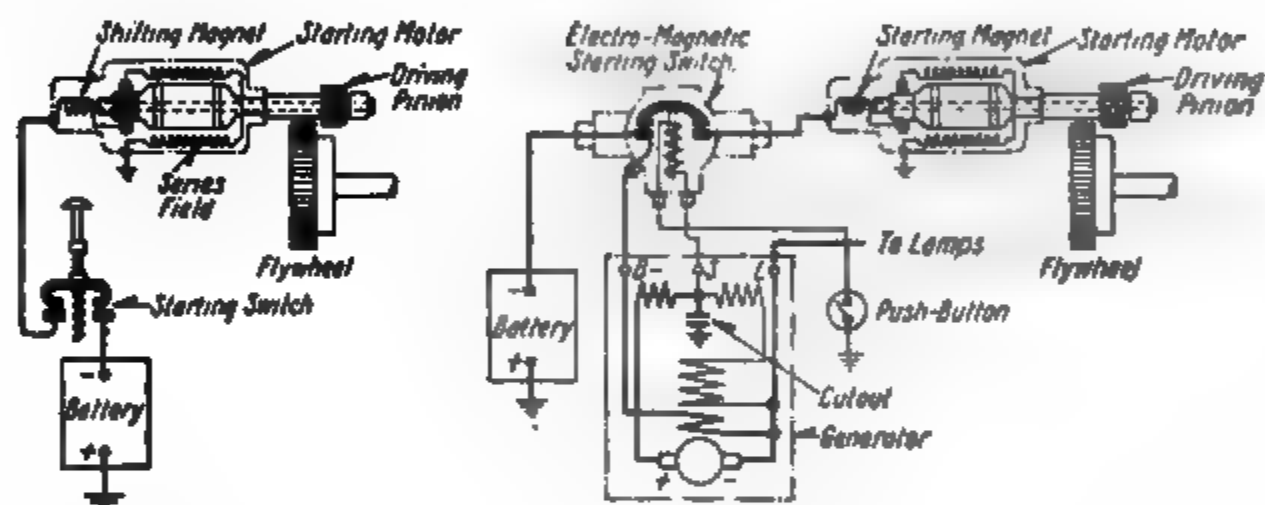 Shifting Magnet
Starting Motor
Driving
Pinion
Series
Field
Flywheel
Starting Switch
-
Battery
+
Electro-Magnetic
Starting Switch.
Starting Magnet
Starting Motor
Driving
Pinion
Flywheel
To Lamps
Push-Button
B-
L
-
Battery
+
Cutout
Generator
+
-